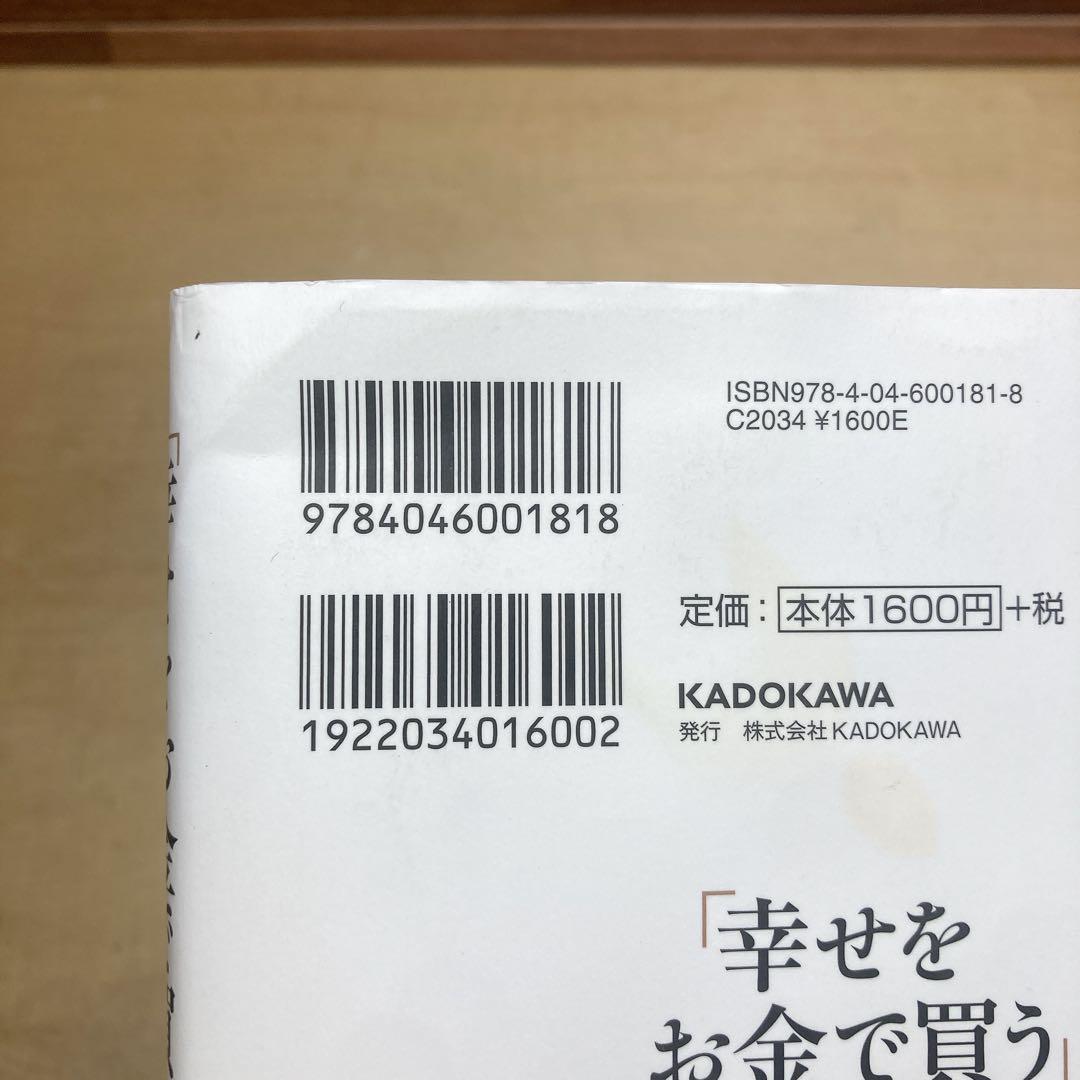 9784046001818
ISBN978-4-04-600181-8
C2034 ¥1600E
1922034016002
定価：本体1600円+税
KADOKAWA
発行 株式会社KADOKAWA
「幸せを
お金で買う」